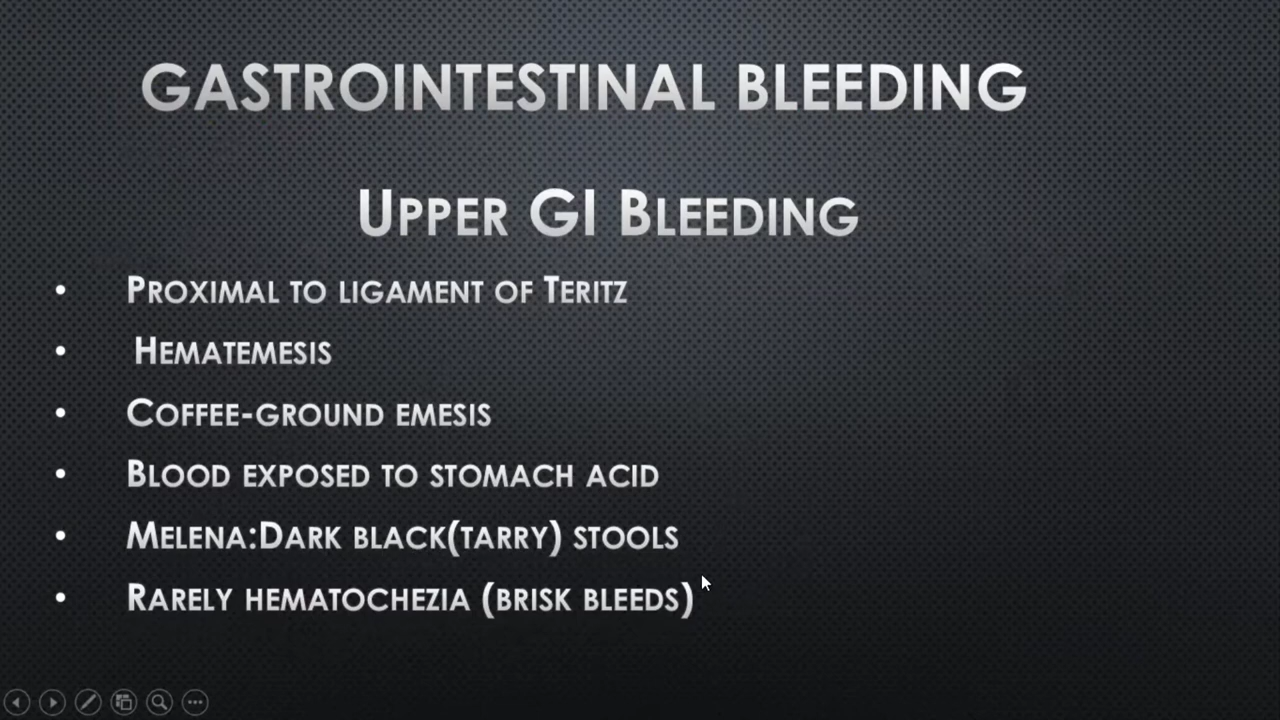 GASTROINTESTINAL BLEEDING
UPPER GI BLEEDING
• PROXIMAL TO LIGAMENT OF TERITZ
• HEMATEMESIS
• COFFEE-GROUND EMESIS
• BLOOD EXPOSED TO STOMACH ACID
• MELENA:DARK BLACK(TARRY) STOOLS
• RARELY HEMATOCHEZIA (BRISK BLEEDS)